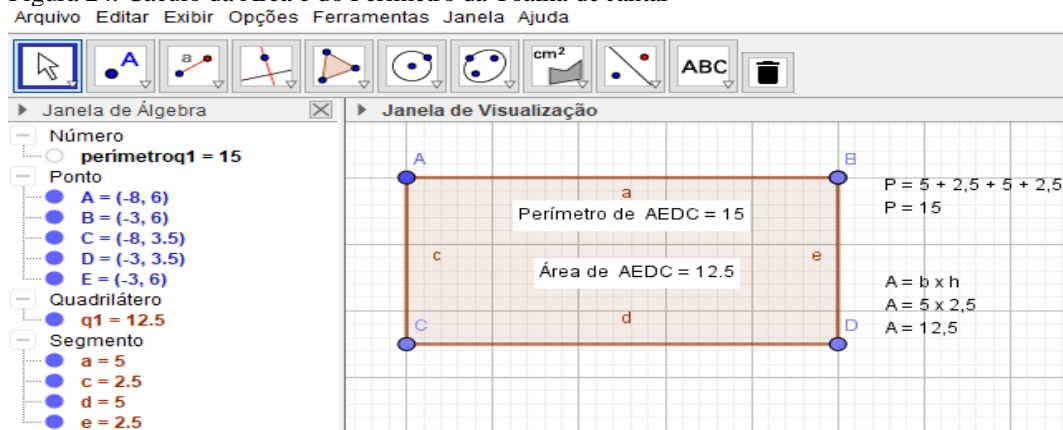 Arquivo Editar Exibir Opções Ferramentas Janela Ajuda
A
a
cm²
ABC
Janela de Álgebra
Janela de Visualização
Número
perímetroq1 = 15
Ponto
A = (-8, 6)
B = (-3, 6)
C = (-8, 3.5)
D = (-3, 3.5)
E = (-3, 6)
Quadrilátero
q1 = 12.5
Segmento
a = 5
c = 2.5
d = 5
e = 2.5
A
B
a
Perímetro de AEDC = 15
c
e
Área de AEDC = 12.5
d
C
D
P = 5 + 2,5 + 5 + 2,5
P = 15
A = b x h
A = 5 x 2,5
A = 12,5